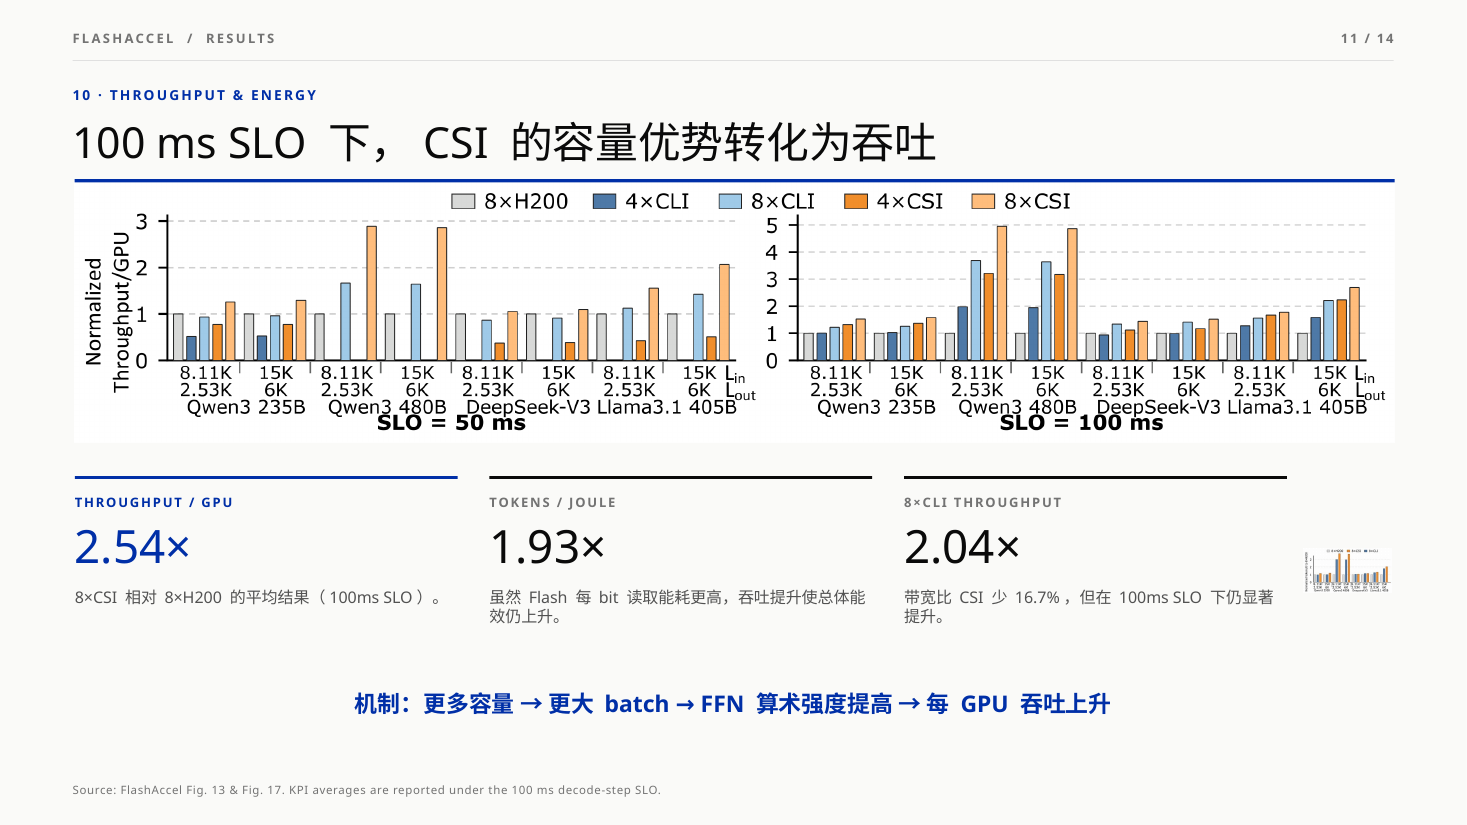 FLASHACCEL / RESULTS
11 / 14
10 · THROUGHPUT & ENERGY
100 ms SLO 下， CSI 的容量优势转化为吞吐
8×H200 4×CLI 8×CLI 4×CSI 8×CSI
Normalized
Throughput/GPU
3
2
1
0
8.11K 15K 8.11K 15K 8.11K 15K 8.11K 15K Lin
2.53K 6K 2.53K 6K 2.53K 6K 2.53K 6K Lout
Qwen3 235B Qwen3 480B DeepSeek-V3 Llama3.1 405B
SLO = 50 ms
5
4
3
2
1
0
8.11K 15K 8.11K 15K 8.11K 15K 8.11K 15K Lin
2.53K 6K 2.53K 6K 2.53K 6K 2.53K 6K Lout
Qwen3 235B Qwen3 480B DeepSeek-V3 Llama3.1 405B
SLO = 100 ms
THROUGHPUT / GPU
2.54×
8×CSI 相对 8×H200 的平均结果（ 100ms SLO ）。
TOKENS / JOULE
1.93×
虽然 Flash 每 bit 读取能耗更高，吞吐提升使总体能
效仍上升。
8×CLI THROUGHPUT
2.04×
带宽比 CSI 少 16.7% ，但在 100ms SLO 下仍显著
提升。
机制：更多容量 → 更大 batch → FFN 算术强度提高 → 每 GPU 吞吐上升
Source: FlashAccel Fig. 13 & Fig. 17. KPI averages are reported under the 100 ms decode-step SLO.